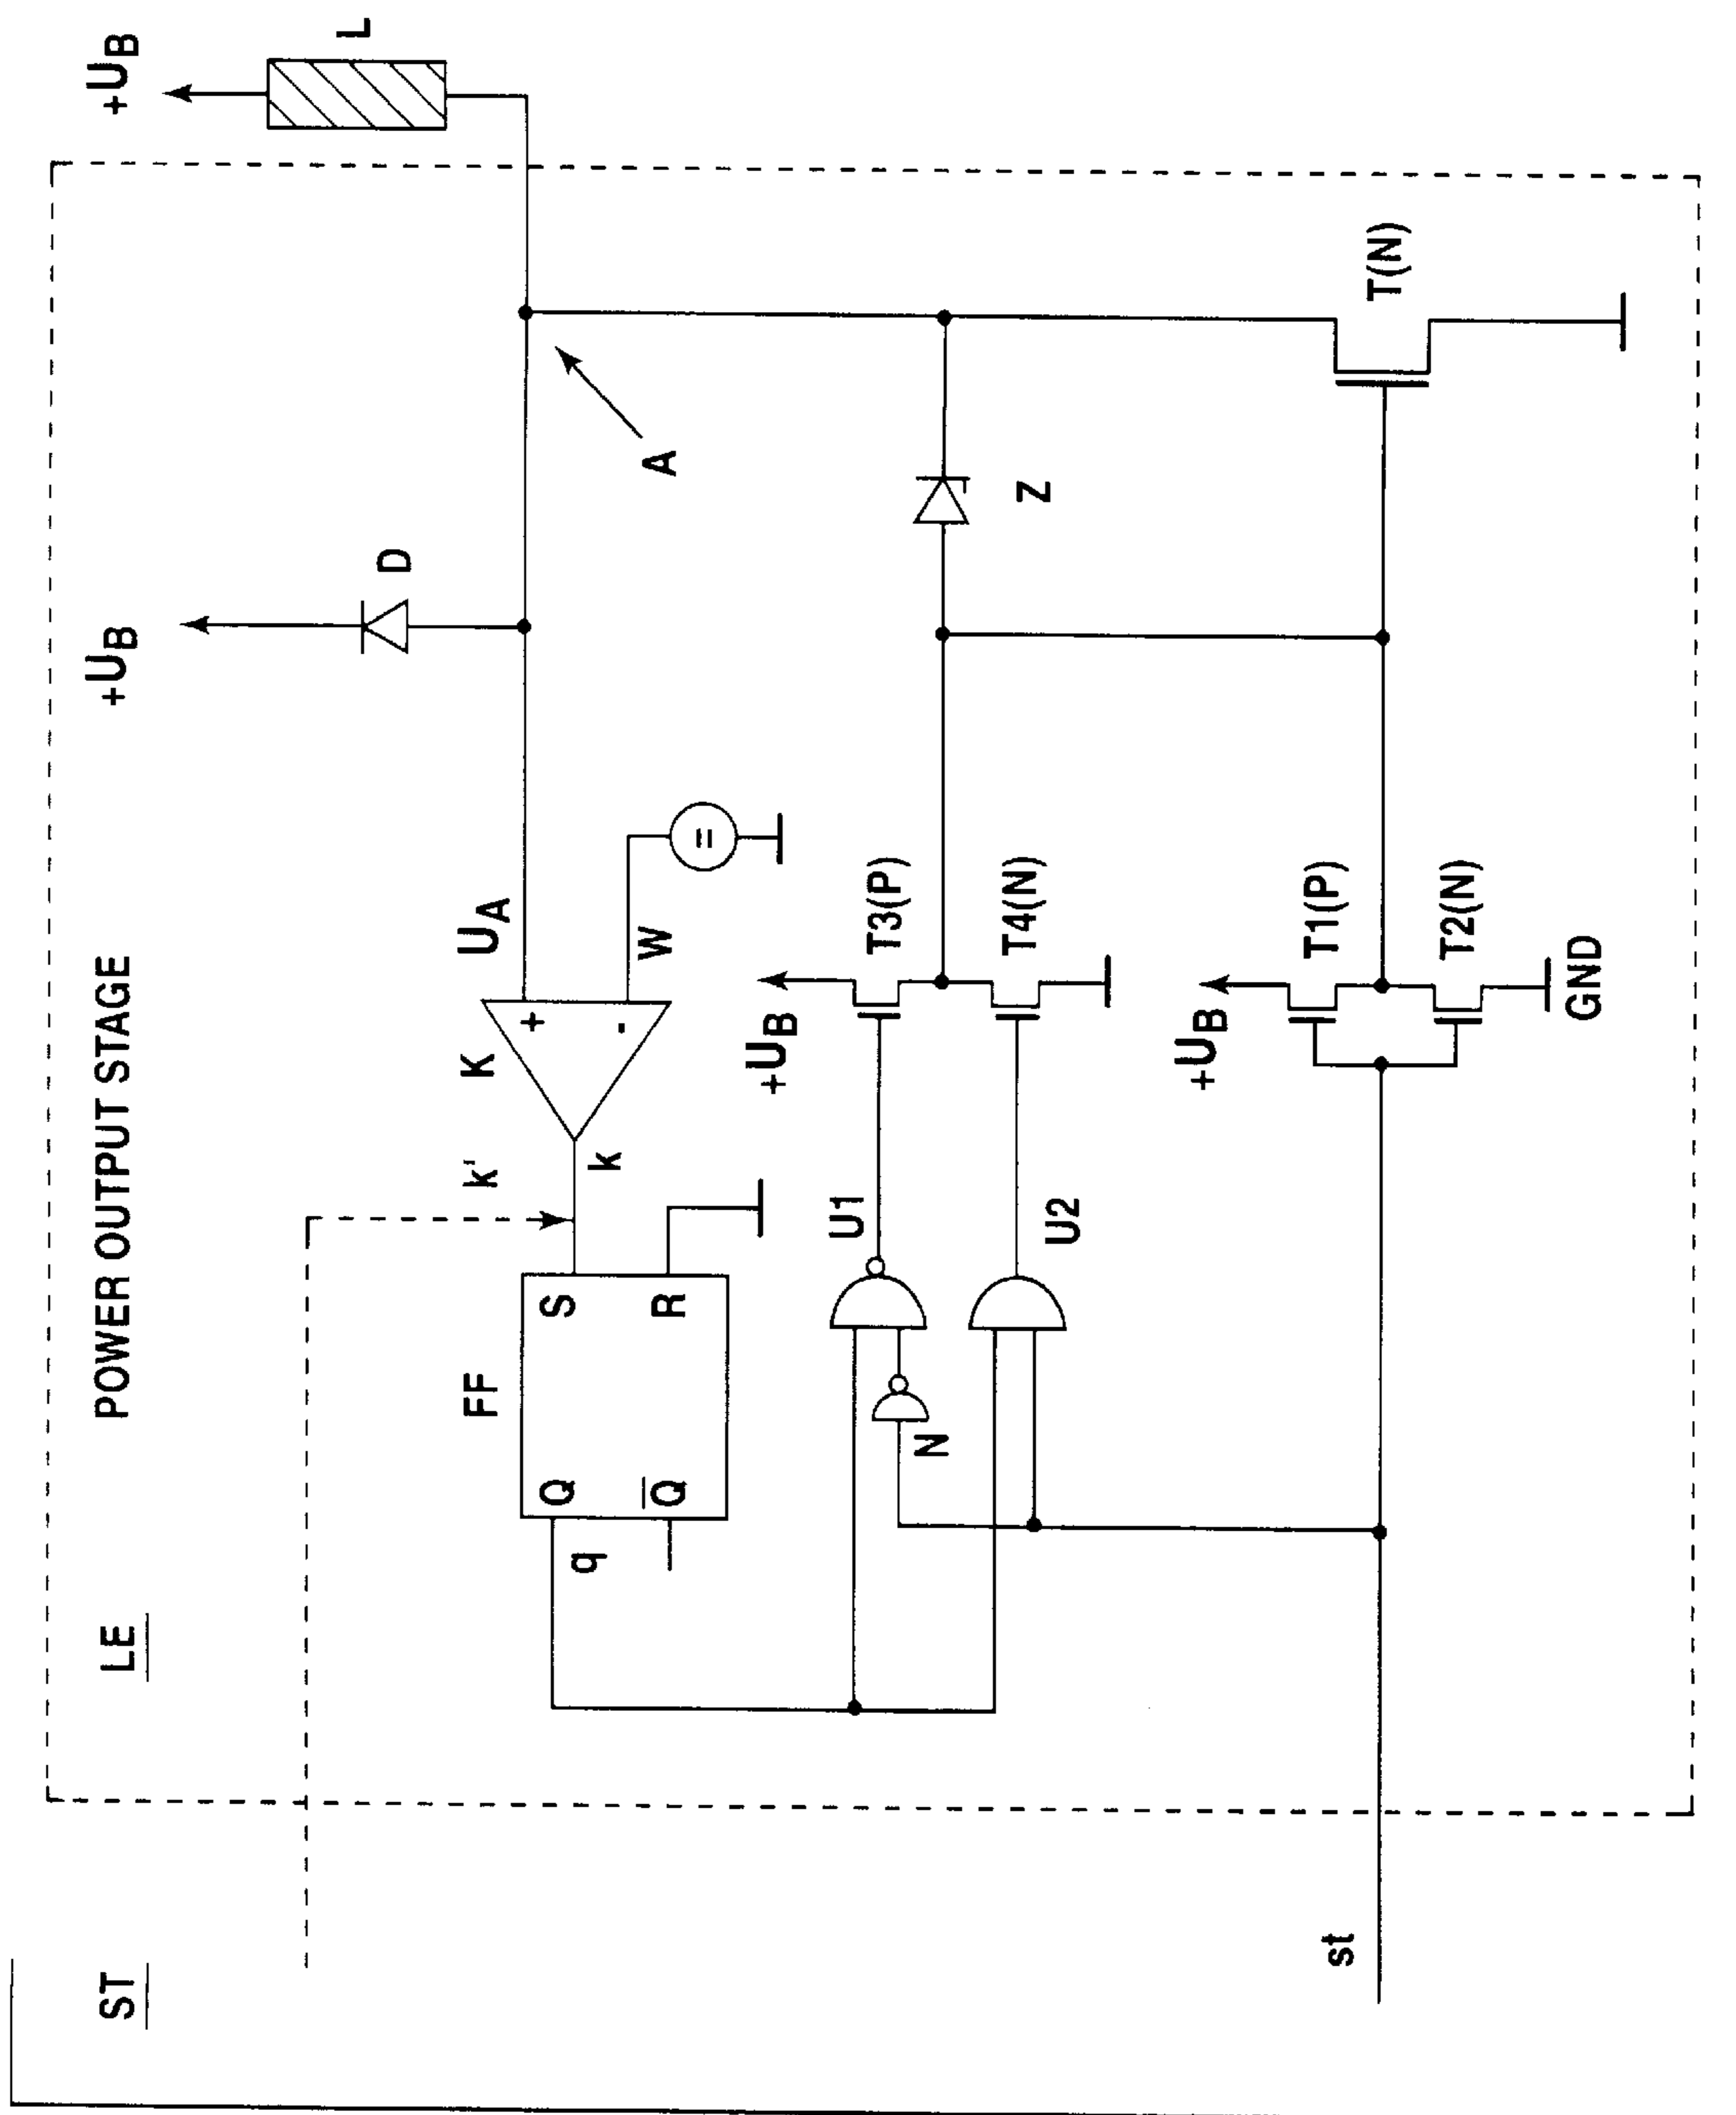 ST
LE
POWER OUTPUT STAGE
+UB
+UB
L
D
k'
K
UA
FF
Q
q
S
k
+
-
W
=
A
Q
R
+UB
T3(P)
U1
N
T4(N)
U2
Z
+UB
T1(P)
T(N)
st
T2(N)
GND